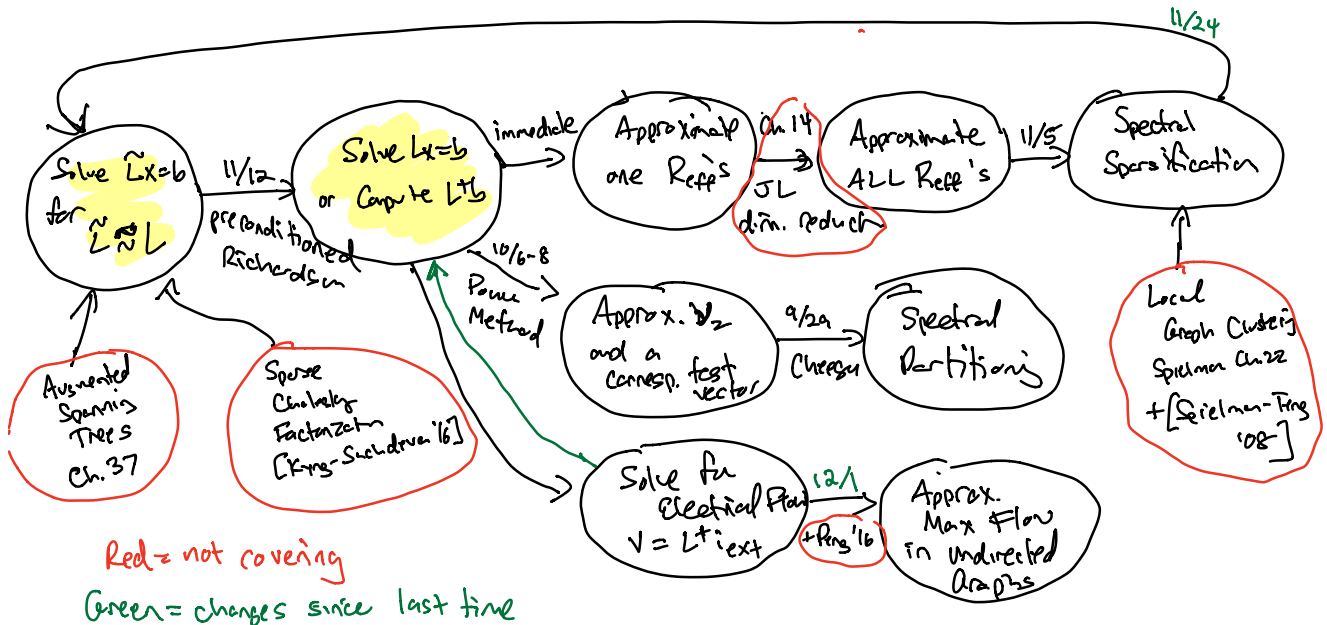 11/24
Solve L̃x=b
for
L̃ ≈ L
11/12
preconditioned
Richardson
Solve Lx=b
or Compute L⁺b
immediate
Approximate
one Reff's
Ch. 14
JL
dim. reductn
Approximate
ALL Reff's
11/5
Spectral
Sparsification
10/6-8
Power
Method
Approx. ν₂
and a
corresp. test
vector
9/29
Cheeger
Spectral
Partitioning
Local
Graph Clustering
Spielman Ch.22
+[Spielman-Teng
'08]
Augmented
Spanning
Trees
Ch. 37
Sparse
Cholesky
Factorization
[Kyng-Sachdeva '16]
Solve for
Electrical Flow
V = L⁺ i_ext
12/1
+Peng '16
Approx.
Max Flow
in undirected
Graphs
Red = not covering
Green = changes since last time